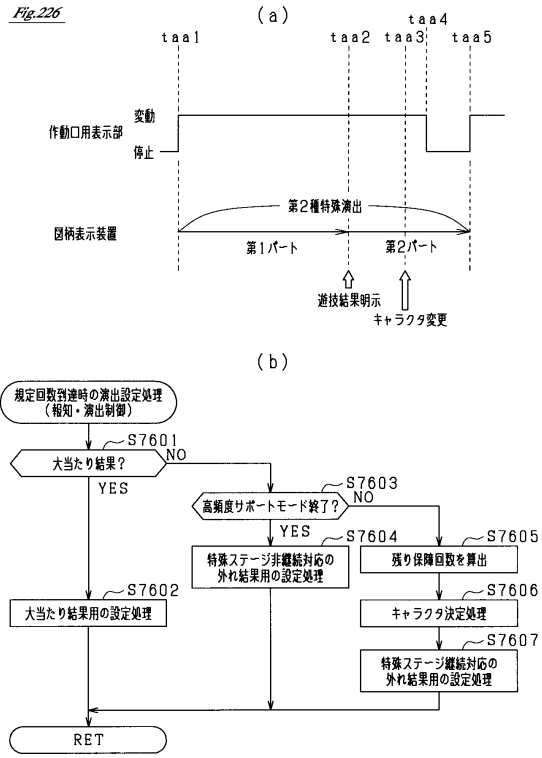 Fig.226
(a)
taa1
taa2
taa3
taa4
taa5
変動
作動口用表示部
停止
第2種特殊演出
図柄表示装置
第1パート
第2パート
遊技結果明示
キャラクタ変更
(b)
規定回数到達時の演出設定処理
(報知・演出制御)
S7601
大当たり結果?
NO
YES
S7603
高頻度サポートモード終了?
NO
YES
S7604
特殊ステージ非継続対応の
外れ結果用の設定処理
S7605
残り保障回数を算出
S7606
キャラクタ決定処理
S7602
大当たり結果用の設定処理
S7607
特殊ステージ継続対応の
外れ結果用の設定処理
RET